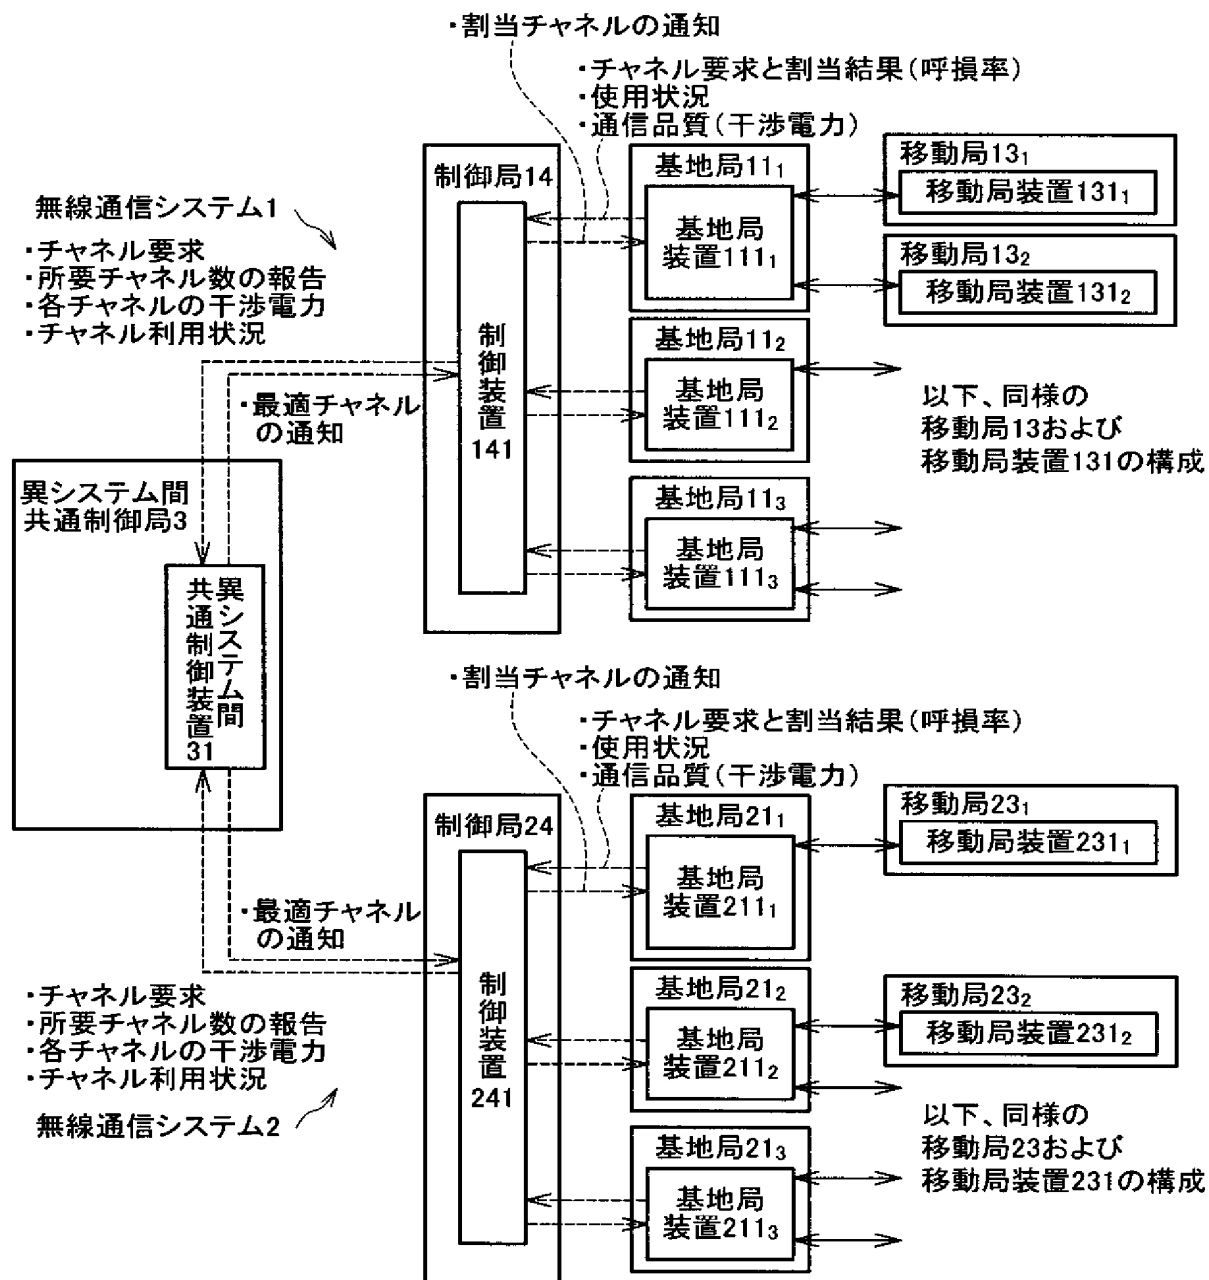 ・割当チャネルの通知
・チャネル要求と割当結果(呼損率)
・使用状況
・通信品質(干渉電力)
制御局14
制御装置141
基地局11₁
基地局
装置111₁
移動局13₁
移動局装置131₁
移動局13₂
移動局装置131₂
無線通信システム1
・チャネル要求
・所要チャネル数の報告
・各チャネルの干渉電力
・チャネル利用状況
・最適チャネル
の通知
基地局11₂
基地局
装置111₂
以下、同様の
移動局13および
移動局装置131の構成
基地局11₃
基地局
装置111₃
異システム間
共通制御局3
異システム間
共通制御装置31
・割当チャネルの通知
・チャネル要求と割当結果(呼損率)
・使用状況
・通信品質(干渉電力)
制御局24
制御装置241
基地局21₁
基地局
装置211₁
移動局23₁
移動局装置231₁
・最適チャネル
の通知
・チャネル要求
・所要チャネル数の報告
・各チャネルの干渉電力
・チャネル利用状況
無線通信システム2
基地局21₂
基地局
装置211₂
移動局23₂
移動局装置231₂
以下、同様の
移動局23および
移動局装置231の構成
基地局21₃
基地局
装置211₃